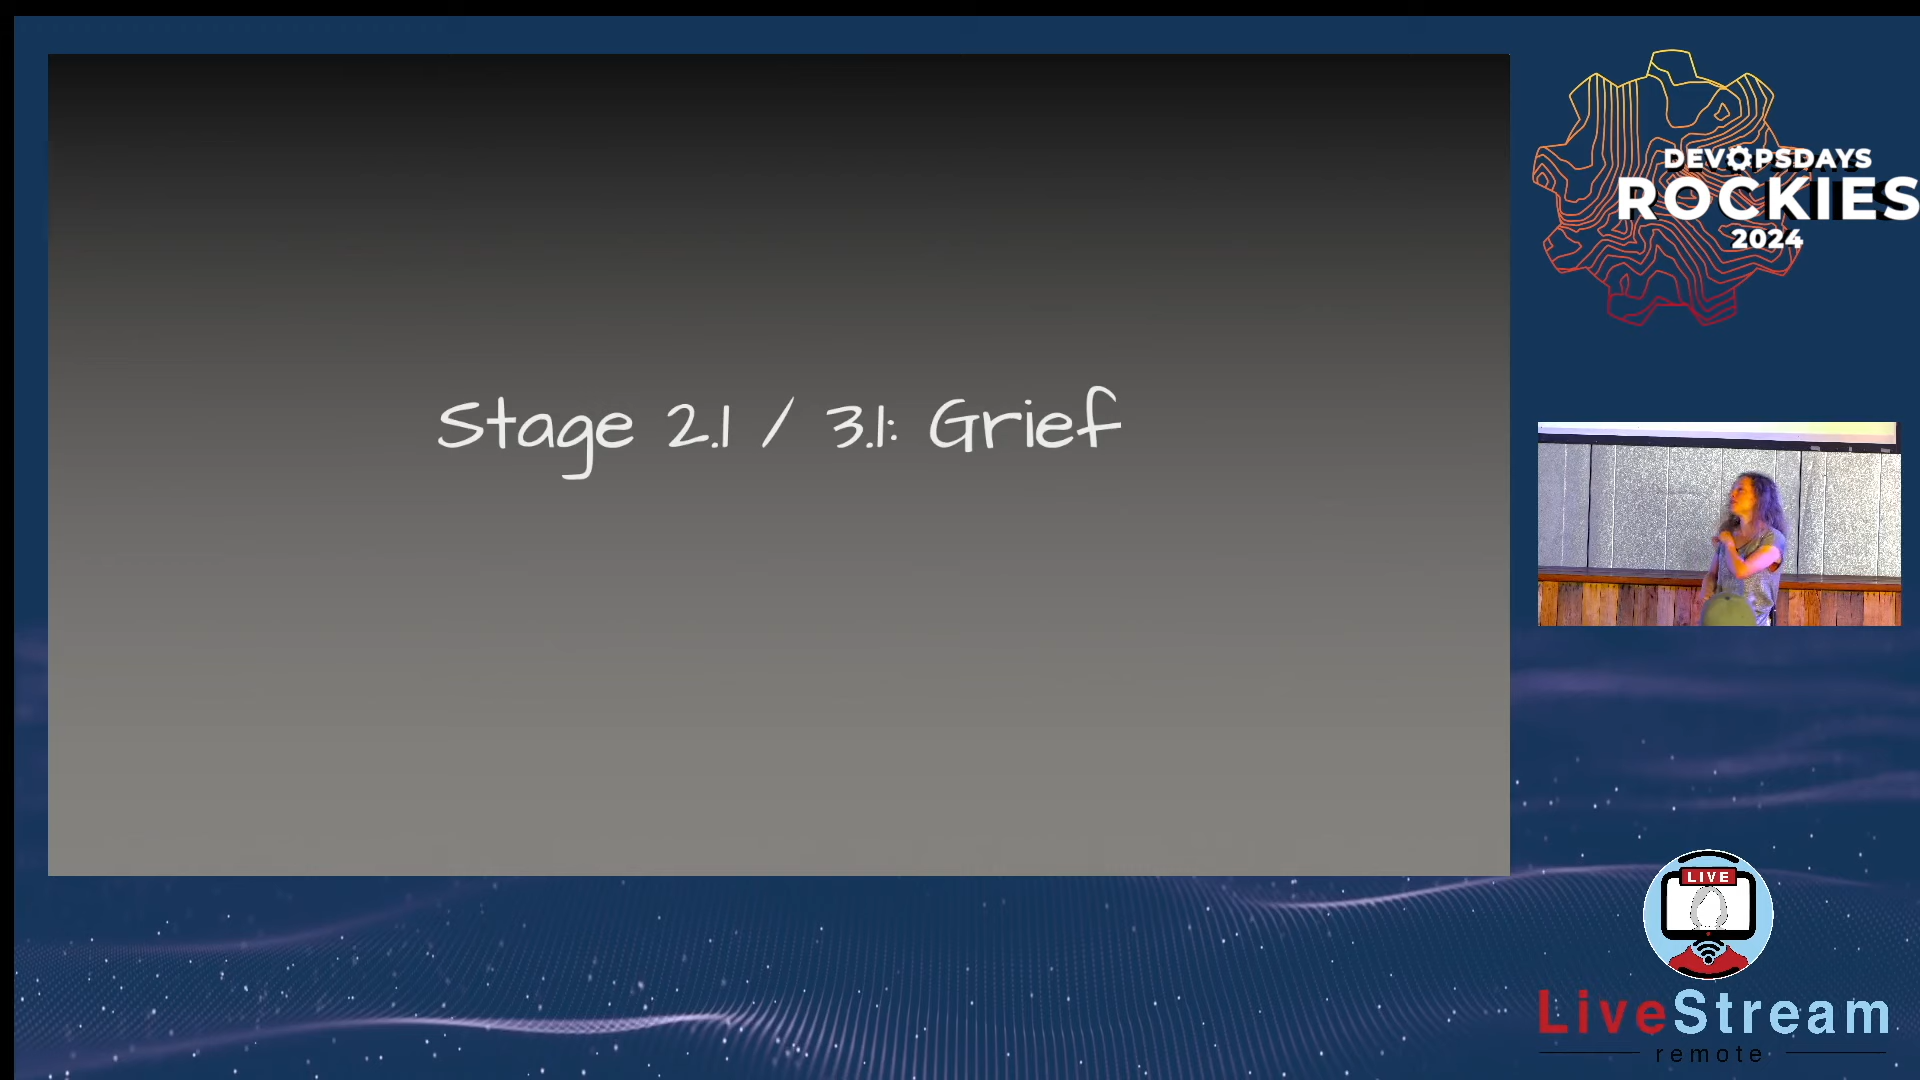 Stage 2.1 / 3.1: Grief
DEVOPSDAYS
ROCKIES
2024
LIVE
LiveStream
remote